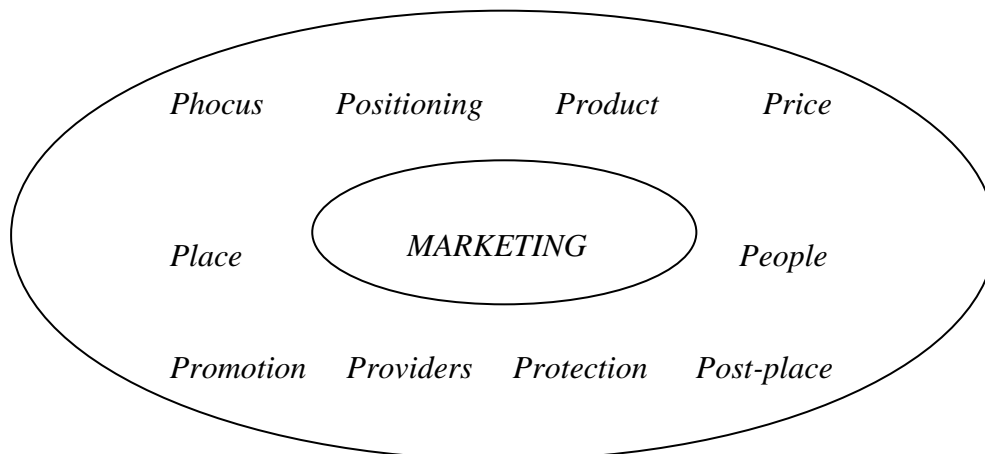 Phocus Positioning Product Price
MARKETING
Place People
Promotion Providers Protection Post-place